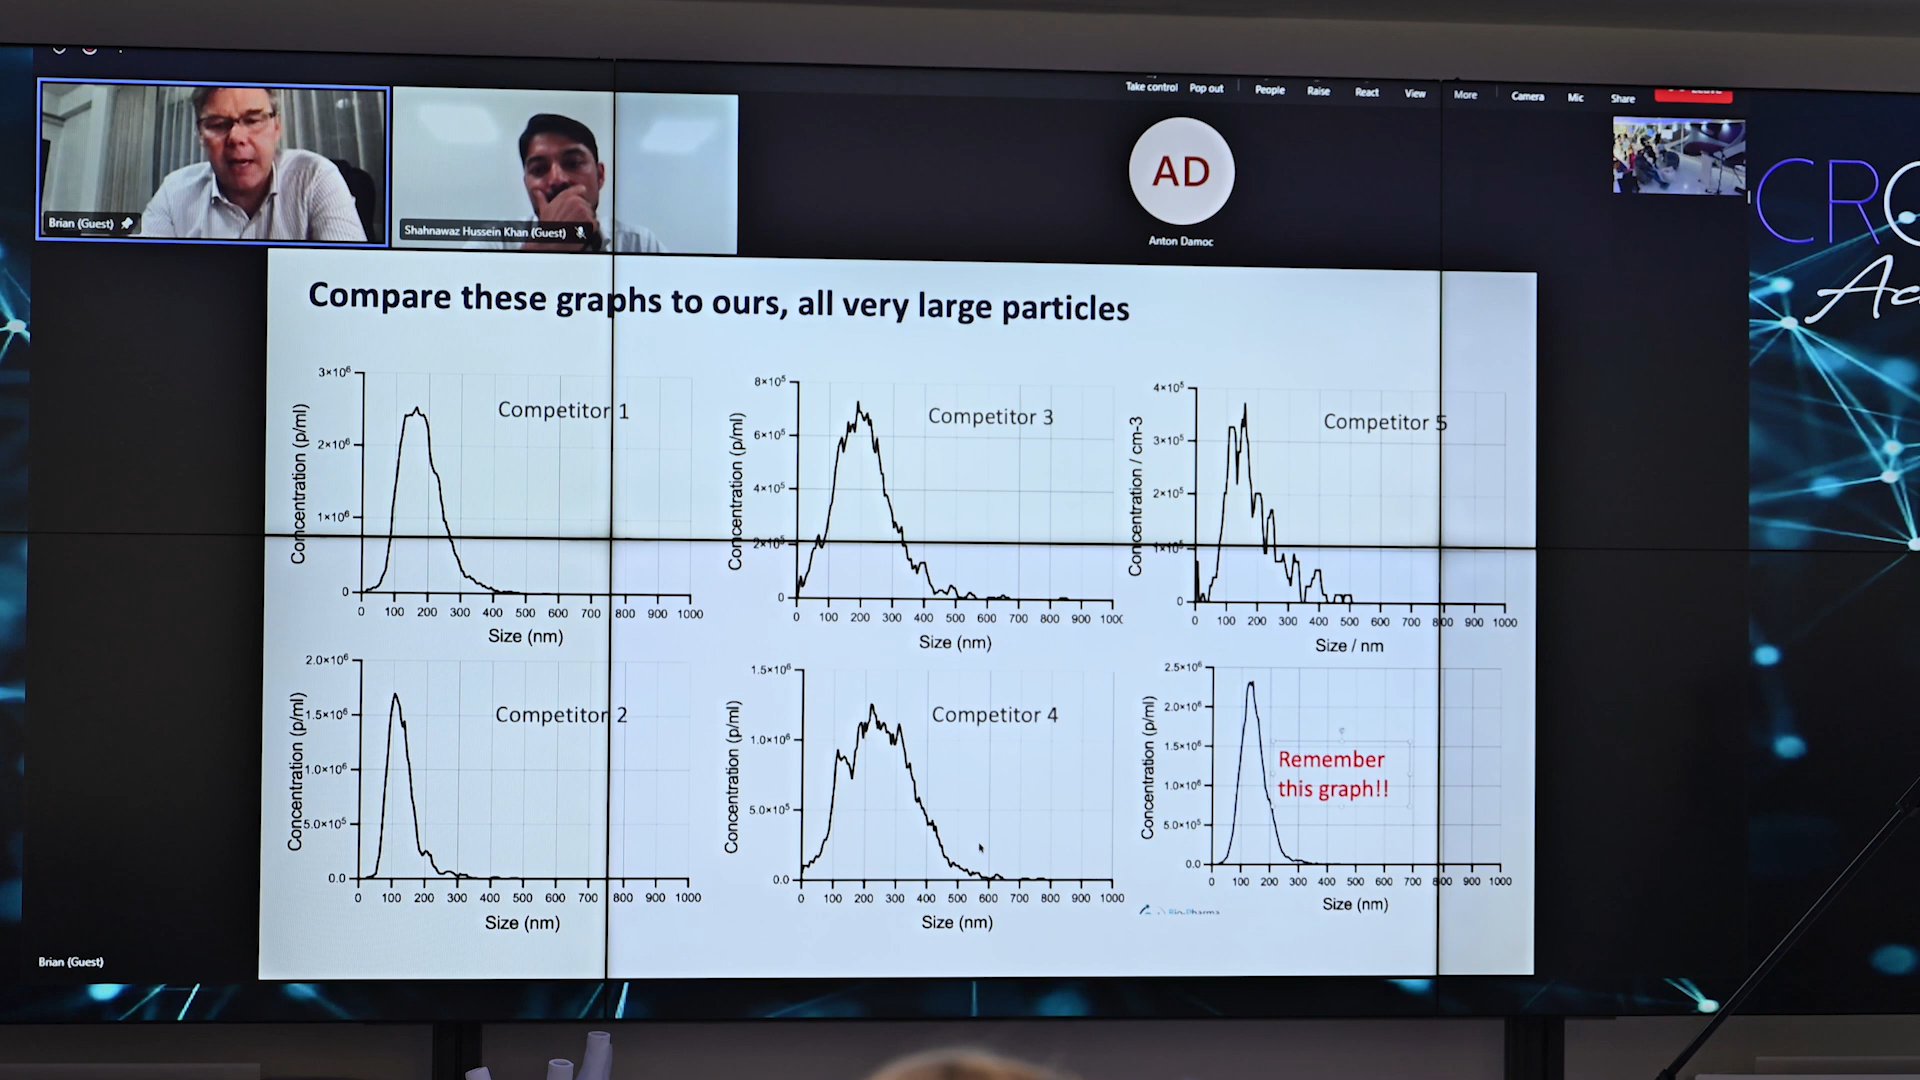 Take control Pop out People Raise React View More Camera Mic Share Leave
AD
Anton Damoc
Brian (Guest)
Shahnawaz Hussein Khan (Guest)
Compare these graphs to ours, all very large particles
Concentration (p/ml)
3×10⁶
2×10⁶
1×10⁶
0
Competitor 1
0 100 200 300 400 500 600 700 800 900 1000
Size (nm)
Concentration (p/ml)
8×10⁵
6×10⁵
4×10⁵
2×10⁵
0
Competitor 3
0 100 200 300 400 500 600 700 800 900 100
Size (nm)
Concentration / cm-3
4×10⁵
3×10⁵
2×10⁵
1×10⁵
0
Competitor 5
0 100 200 300 400 500 600 700 800 900 1000
Size / nm
Concentration (p/ml)
2.0×10⁶
1.5×10⁶
1.0×10⁶
5.0×10⁵
0.0
Competitor 2
0 100 200 300 400 500 600 700 800 900 1000
Size (nm)
Concentration (p/ml)
1.5×10⁶
1.0×10⁶
5.0×10⁵
0.0
Competitor 4
0 100 200 300 400 500 600 700 800 900 1000
Size (nm)
Concentration (p/ml)
2.5×10⁶
2.0×10⁶
1.5×10⁶
1.0×10⁶
5.0×10⁵
0.0
Remember
this graph!!
0 100 200 300 400 500 600 700 800 900 1000
Size (nm)
Brian (Guest)